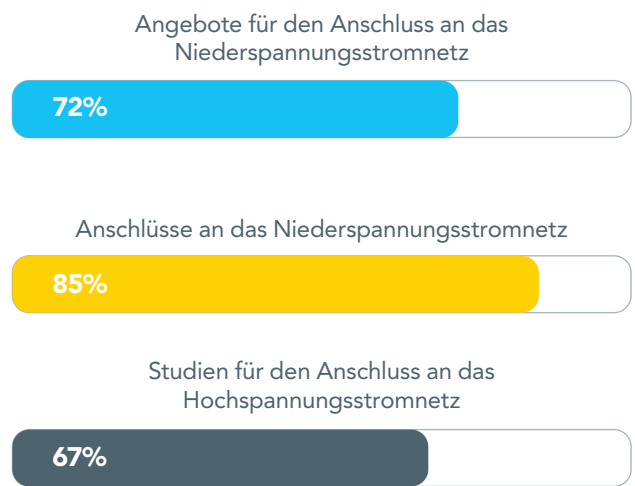 Angebote für den Anschluss an das
Niederspannungsstromnetz
72%
Anschlüsse an das Niederspannungsstromnetz
85%
Studien für den Anschluss an das
Hochspannungsstromnetz
67%